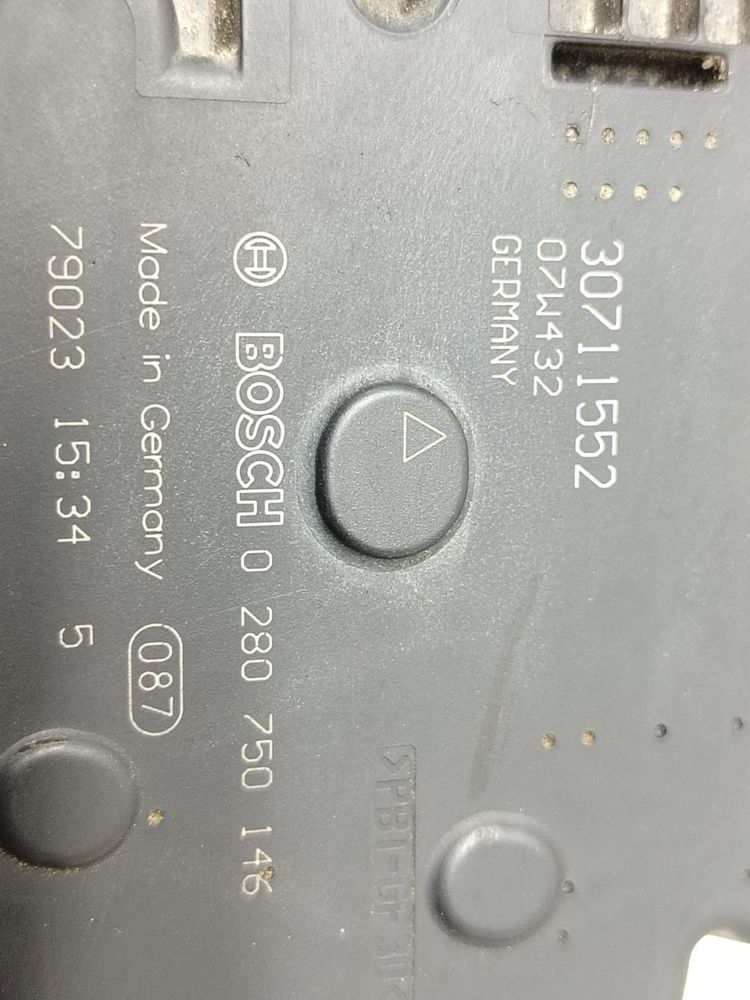 30711552
07W432
GERMANY
BOSCH 0 280 750 146
Made in Germany 087
79023 15:34 5